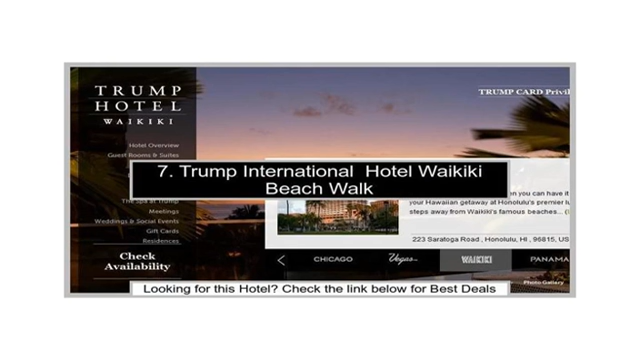 TRUMP
HOTEL
WAIKIKI
TRUMP CARD Privil
Hotel Overview
Guest Rooms & Suites
7. Trump International Hotel Waikiki
Beach Walk
n you can have it
your Hawaiian getaway at Honolulu's premier lu
steps away from Waikiki's famous beaches... (
The Spa at Trump
Meetings
Weddings & Social Events
Gift Cards
Residences
223 Saratoga Road , Honolulu, HI , 96815, US
Check
Availability
CHICAGO
Vegas
WAIKIKI
PANAMA
Photo Gallery
Looking for this Hotel? Check the link below for Best Deals